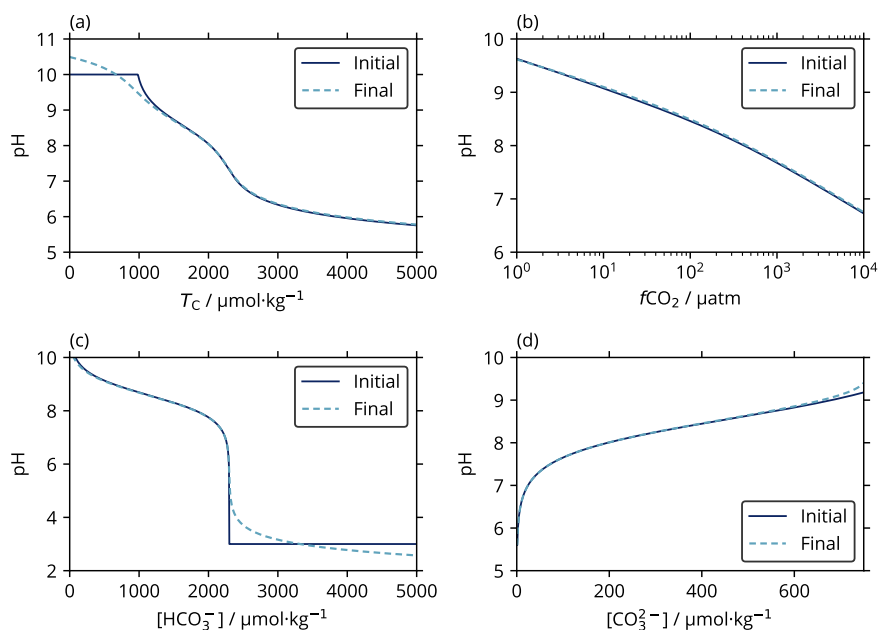 (a)
11
10
9
8
7
6
5
pH
Initial
Final
0 1000 2000 3000 4000 5000
T_C / μmol·kg⁻¹
(b)
10
9
8
7
6
pH
Initial
Final
10⁰ 10¹ 10² 10³ 10⁴
fCO₂ / μatm
(c)
10
8
6
4
2
pH
Initial
Final
0 1000 2000 3000 4000 5000
[HCO₃⁻] / μmol·kg⁻¹
(d)
10
9
8
7
6
5
pH
Initial
Final
0 200 400 600
[CO₃²⁻] / μmol·kg⁻¹